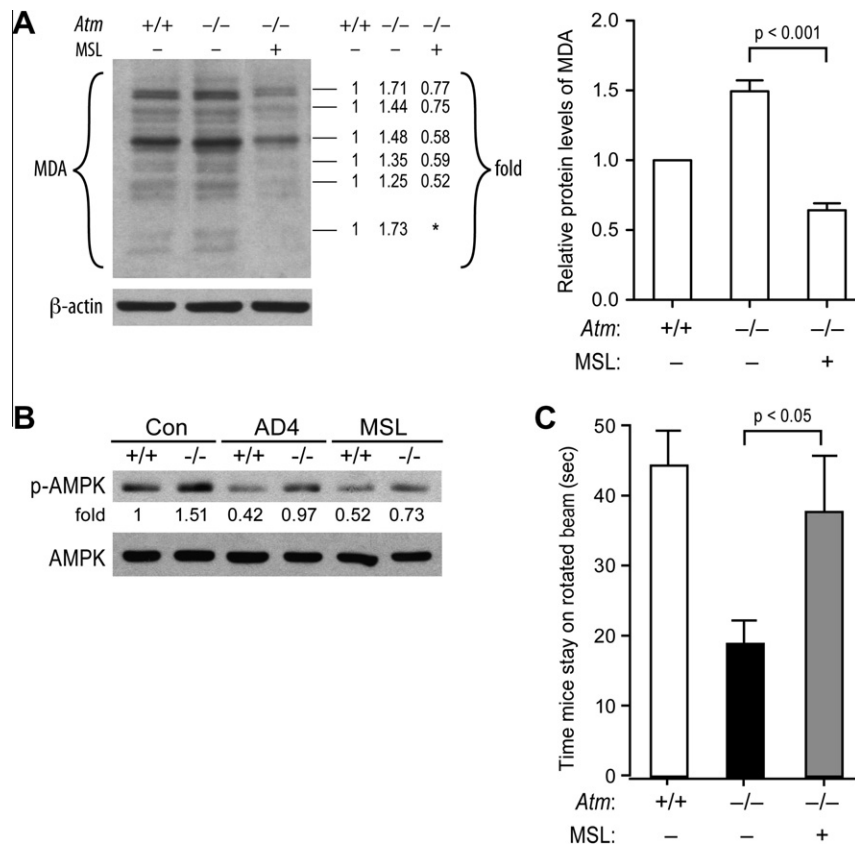 A
Atm +/+ –/– –/– +/+ –/– –/–
MSL – – + – – +
1 1.71 0.77
1 1.44 0.75
1 1.48 0.58
MDA fold
1 1.35 0.59
1 1.25 0.52
1 1.73 *
β-actin
Relative protein levels of MDA
2.0
1.5
1.0
0.5
0.0
p < 0.001
Atm: +/+ –/– –/–
MSL: – – +
B
Con AD4 MSL
+/+ -/- +/+ -/- +/+ -/-
p-AMPK
fold 1 1.51 0.42 0.97 0.52 0.73
AMPK
C
Time mice stay on rotated beam (sec)
50
40
30
20
10
0
p < 0.05
Atm: +/+ –/– –/–
MSL: – – +